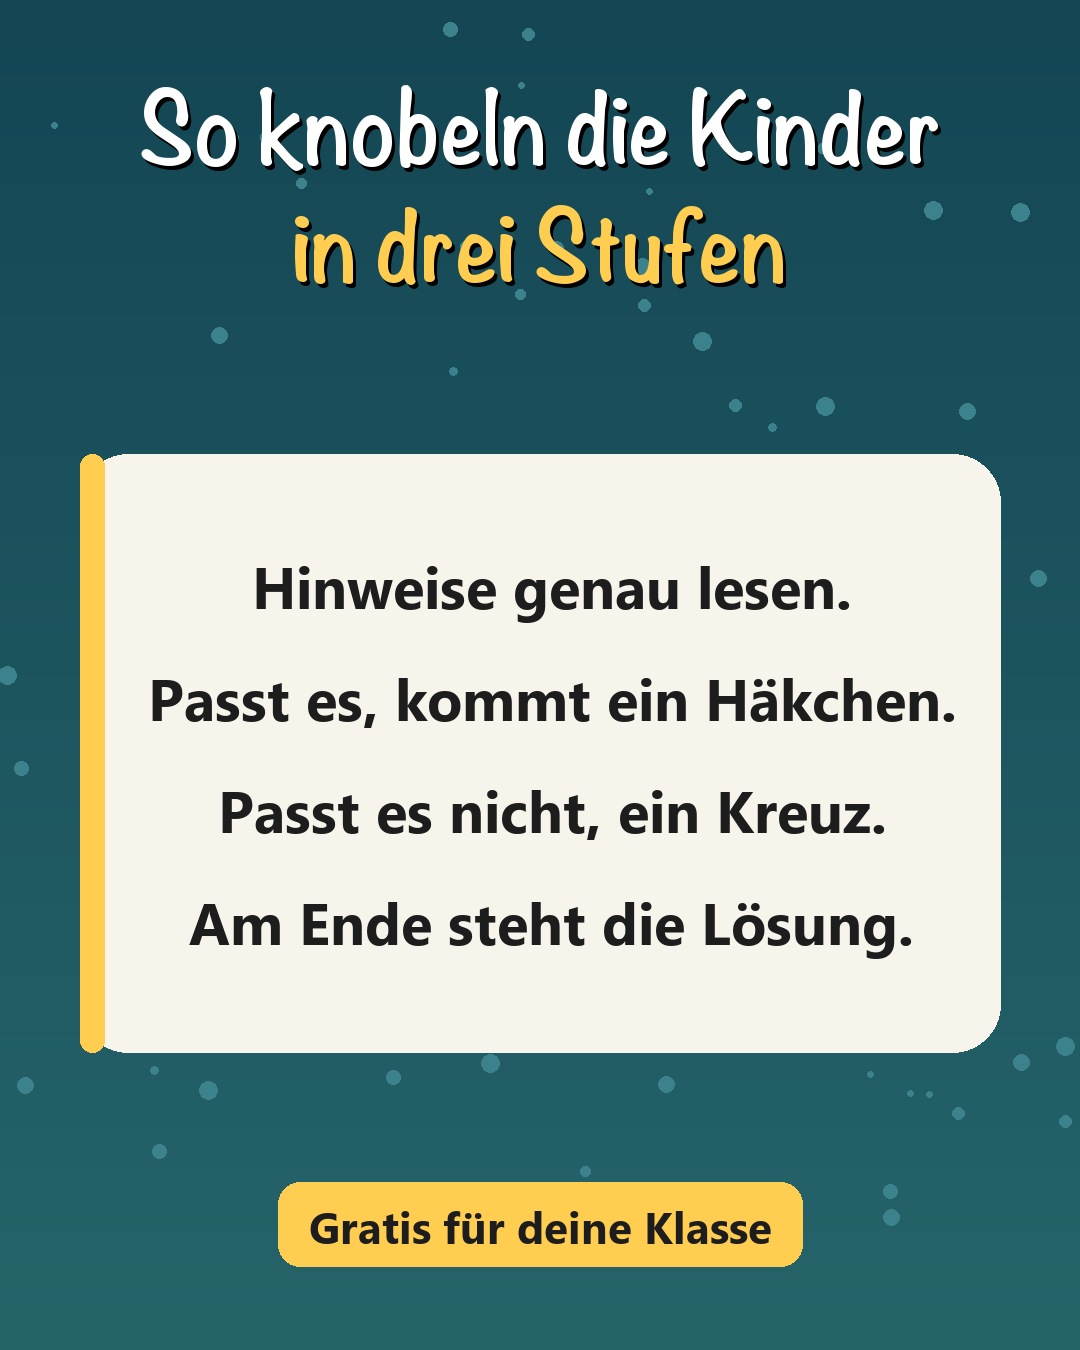 So knobeln die Kinder
in drei Stufen
Hinweise genau lesen.
Passt es, kommt ein Häkchen.
Passt es nicht, ein Kreuz.
Am Ende steht die Lösung.
Gratis für deine Klasse